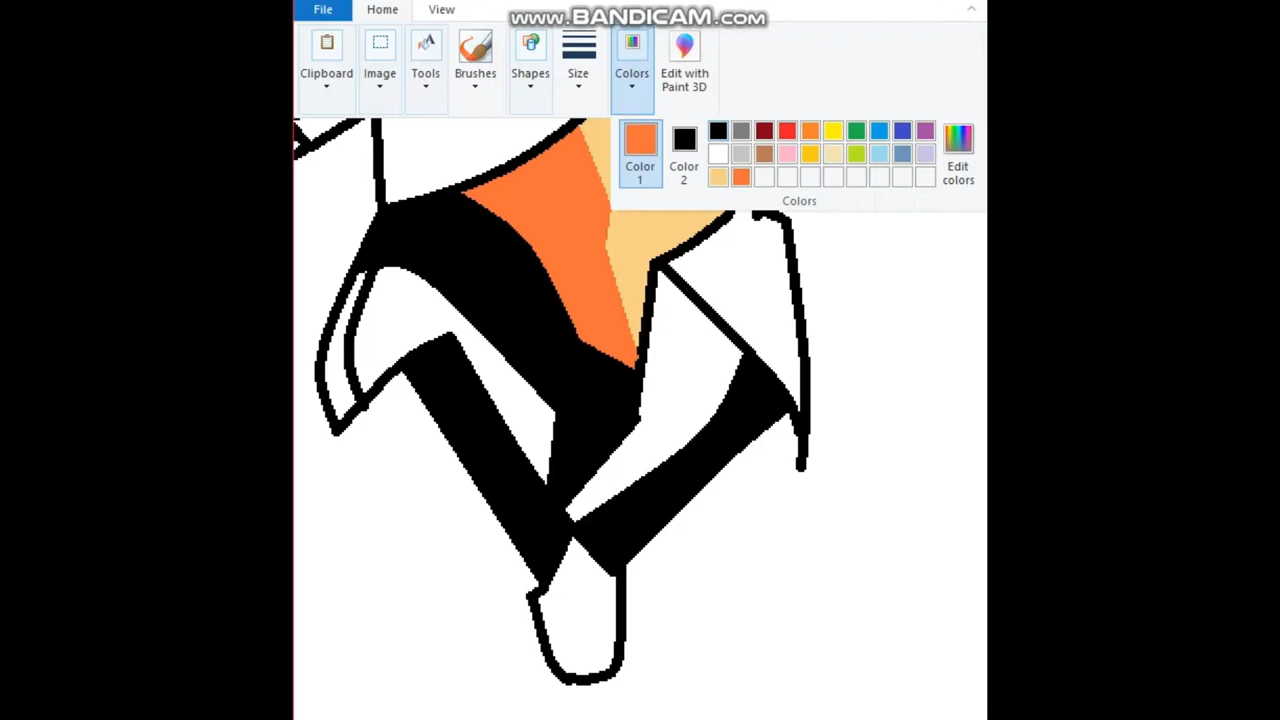 www.BANDICAM.com
File Home View
Clipboard Image Tools Brushes Shapes Size Colors Edit with Paint 3D
Color 1 Color 2 Edit colors
Colors